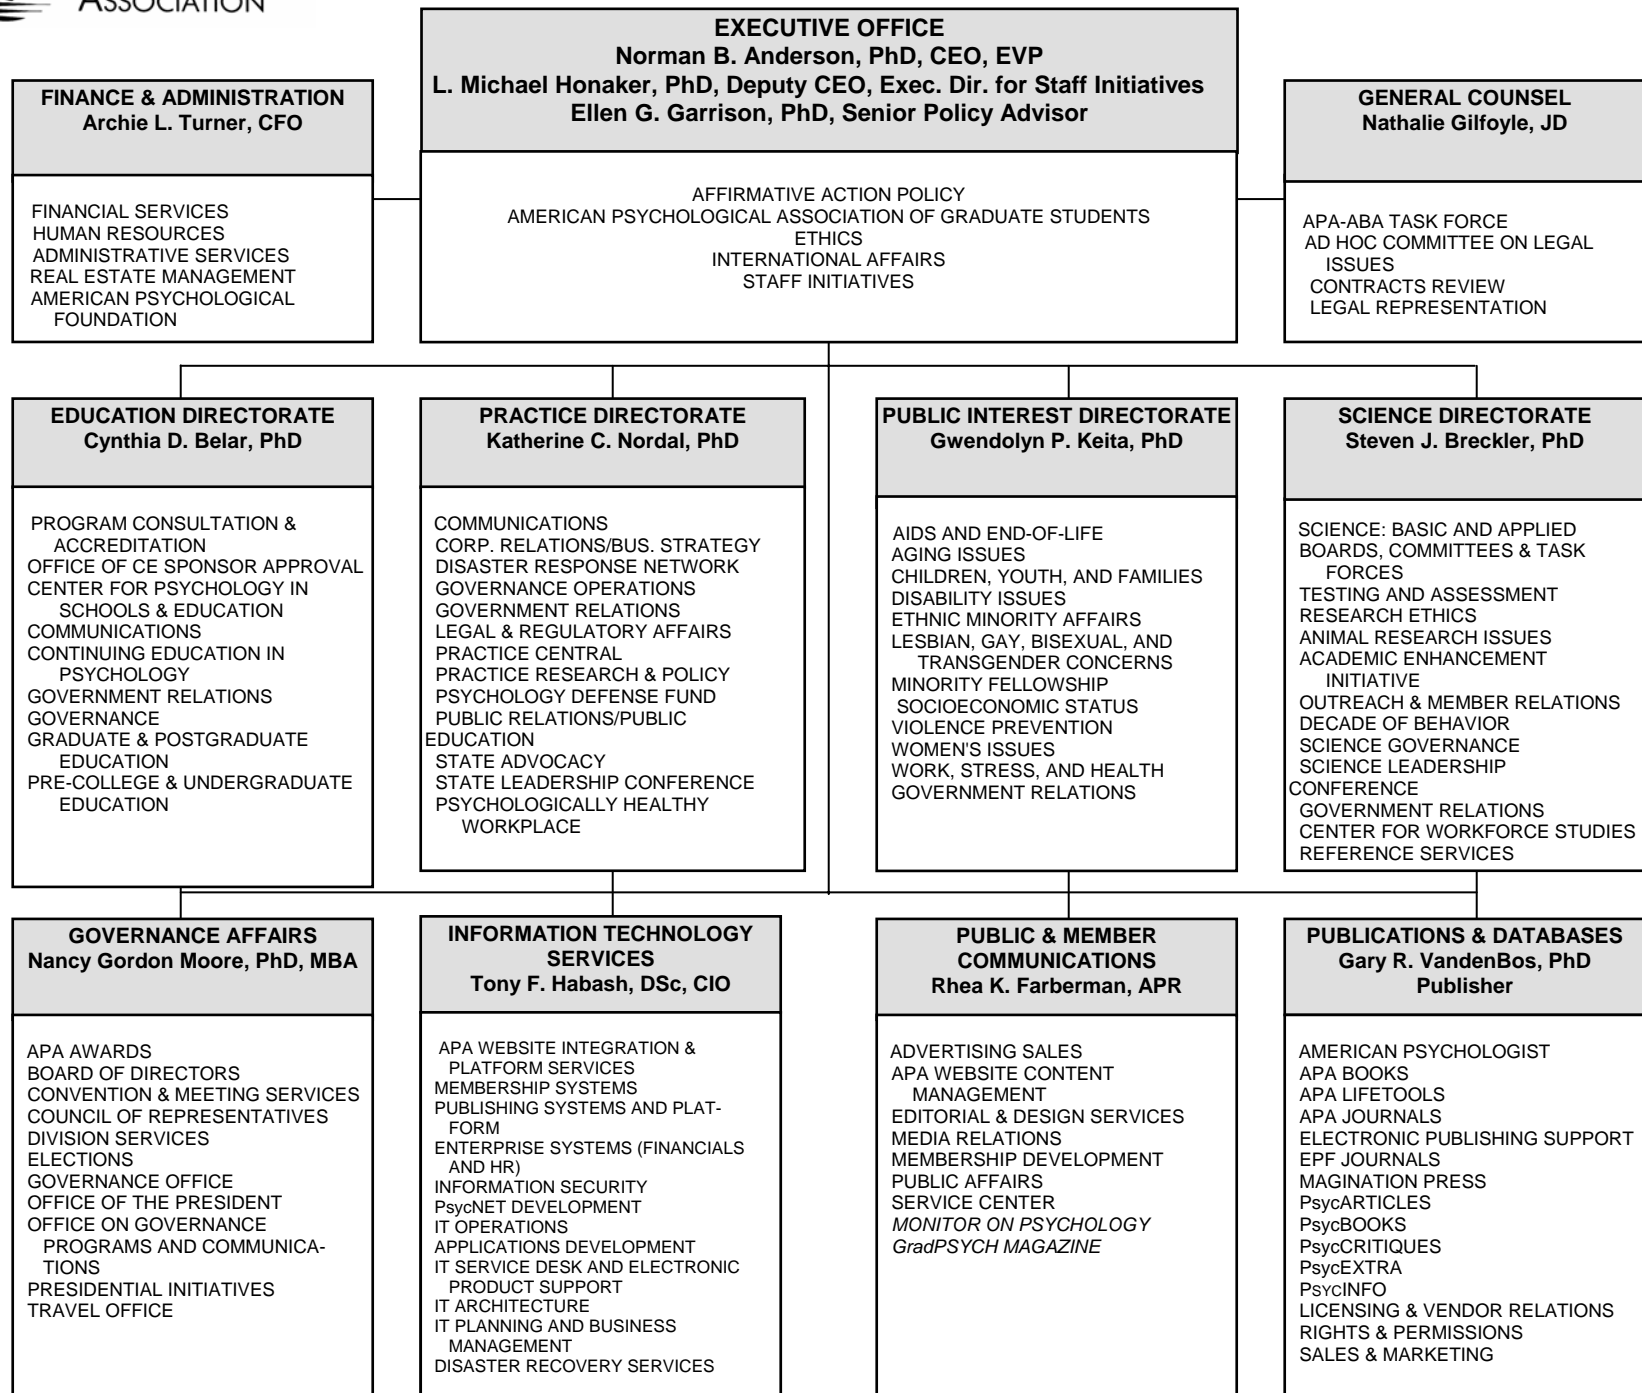 ASSOCIATION
EXECUTIVE OFFICE
Norman B. Anderson, PhD, CEO, EVP
L. Michael Honaker, PhD, Deputy CEO, Exec. Dir. for Staff Initiatives
Ellen G. Garrison, PhD, Senior Policy Advisor
AFFIRMATIVE ACTION POLICY
AMERICAN PSYCHOLOGICAL ASSOCIATION OF GRADUATE STUDENTS
ETHICS
INTERNATIONAL AFFAIRS
STAFF INITIATIVES
FINANCE & ADMINISTRATION
Archie L. Turner, CFO
FINANCIAL SERVICES
HUMAN RESOURCES
ADMINISTRATIVE SERVICES
REAL ESTATE MANAGEMENT
AMERICAN PSYCHOLOGICAL
FOUNDATION
GENERAL COUNSEL
Nathalie Gilfoyle, JD
APA-ABA TASK FORCE
AD HOC COMMITTEE ON LEGAL
ISSUES
CONTRACTS REVIEW
LEGAL REPRESENTATION
EDUCATION DIRECTORATE
Cynthia D. Belar, PhD
PROGRAM CONSULTATION &
ACCREDITATION
OFFICE OF CE SPONSOR APPROVAL
CENTER FOR PSYCHOLOGY IN
SCHOOLS & EDUCATION
COMMUNICATIONS
CONTINUING EDUCATION IN
PSYCHOLOGY
GOVERNMENT RELATIONS
GOVERNANCE
GRADUATE & POSTGRADUATE
EDUCATION
PRE-COLLEGE & UNDERGRADUATE
EDUCATION
PRACTICE DIRECTORATE
Katherine C. Nordal, PhD
COMMUNICATIONS
CORP. RELATIONS/BUS. STRATEGY
DISASTER RESPONSE NETWORK
GOVERNANCE OPERATIONS
GOVERNMENT RELATIONS
LEGAL & REGULATORY AFFAIRS
PRACTICE CENTRAL
PRACTICE RESEARCH & POLICY
PSYCHOLOGY DEFENSE FUND
PUBLIC RELATIONS/PUBLIC
EDUCATION
STATE ADVOCACY
STATE LEADERSHIP CONFERENCE
PSYCHOLOGICALLY HEALTHY
WORKPLACE
PUBLIC INTEREST DIRECTORATE
Gwendolyn P. Keita, PhD
AIDS AND END-OF-LIFE
AGING ISSUES
CHILDREN, YOUTH, AND FAMILIES
DISABILITY ISSUES
ETHNIC MINORITY AFFAIRS
LESBIAN, GAY, BISEXUAL, AND
TRANSGENDER CONCERNS
MINORITY FELLOWSHIP
SOCIOECONOMIC STATUS
VIOLENCE PREVENTION
WOMEN'S ISSUES
WORK, STRESS, AND HEALTH
GOVERNMENT RELATIONS
SCIENCE DIRECTORATE
Steven J. Breckler, PhD
SCIENCE: BASIC AND APPLIED
BOARDS, COMMITTEES & TASK
FORCES
TESTING AND ASSESSMENT
RESEARCH ETHICS
ANIMAL RESEARCH ISSUES
ACADEMIC ENHANCEMENT
INITIATIVE
OUTREACH & MEMBER RELATIONS
DECADE OF BEHAVIOR
SCIENCE GOVERNANCE
SCIENCE LEADERSHIP
CONFERENCE
GOVERNMENT RELATIONS
CENTER FOR WORKFORCE STUDIES
REFERENCE SERVICES
GOVERNANCE AFFAIRS
Nancy Gordon Moore, PhD, MBA
APA AWARDS
BOARD OF DIRECTORS
CONVENTION & MEETING SERVICES
COUNCIL OF REPRESENTATIVES
DIVISION SERVICES
ELECTIONS
GOVERNANCE OFFICE
OFFICE OF THE PRESIDENT
OFFICE ON GOVERNANCE
PROGRAMS AND COMMUNICA-
TIONS
PRESIDENTIAL INITIATIVES
TRAVEL OFFICE
INFORMATION TECHNOLOGY
SERVICES
Tony F. Habash, DSc, CIO
APA WEBSITE INTEGRATION &
PLATFORM SERVICES
MEMBERSHIP SYSTEMS
PUBLISHING SYSTEMS AND PLAT-
FORM
ENTERPRISE SYSTEMS (FINANCIALS
AND HR)
INFORMATION SECURITY
PsycNET DEVELOPMENT
IT OPERATIONS
APPLICATIONS DEVELOPMENT
IT SERVICE DESK AND ELECTRONIC
PRODUCT SUPPORT
IT ARCHITECTURE
IT PLANNING AND BUSINESS
MANAGEMENT
DISASTER RECOVERY SERVICES
PUBLIC & MEMBER
COMMUNICATIONS
Rhea K. Farberman, APR
ADVERTISING SALES
APA WEBSITE CONTENT
MANAGEMENT
EDITORIAL & DESIGN SERVICES
MEDIA RELATIONS
MEMBERSHIP DEVELOPMENT
PUBLIC AFFAIRS
SERVICE CENTER
MONITOR ON PSYCHOLOGY
GradPSYCH MAGAZINE
PUBLICATIONS & DATABASES
Gary R. VandenBos, PhD
Publisher
AMERICAN PSYCHOLOGIST
APA BOOKS
APA LIFETOOLS
APA JOURNALS
ELECTRONIC PUBLISHING SUPPORT
EPF JOURNALS
MAGINATION PRESS
PsycARTICLES
PsycBOOKS
PsycCRITIQUES
PsycEXTRA
PsycINFO
LICENSING & VENDOR RELATIONS
RIGHTS & PERMISSIONS
SALES & MARKETING